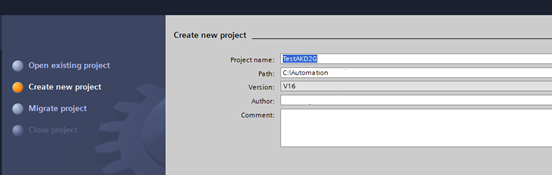 Open existing project
Create new project
Migrate project
Close project
Create new project
Project name: TestAKD2G
Path: C:\Automation
Version: V16
Author:
Comment: